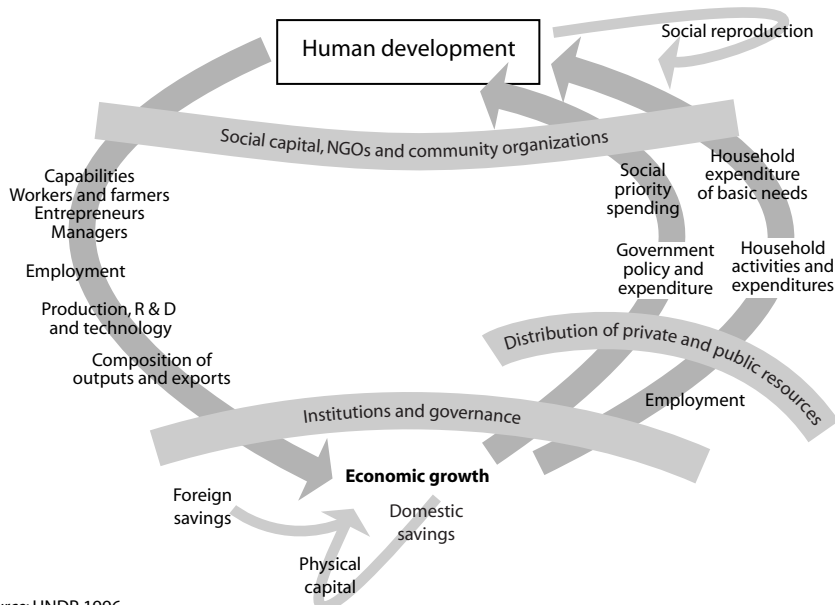 Human development
Social reproduction
Social capital, NGOs and community organizations
Capabilities
Workers and farmers
Entrepreneurs
Managers
Employment
Production, R & D
and technology
Composition of
outputs and exports
Social
priority
spending
Household
expenditure
of basic needs
Government
policy and
expenditure
Household
activities and
expenditures
Distribution of private and public resources
Employment
Institutions and governance
Economic growth
Foreign
savings
Domestic
savings
Physical
capital